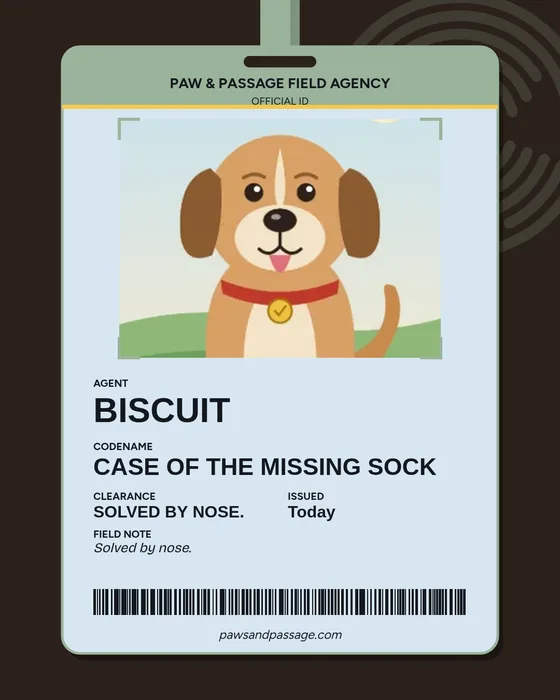 PAW & PASSAGE FIELD AGENCY
OFFICIAL ID
AGENT
BISCUIT
CODENAME
CASE OF THE MISSING SOCK
CLEARANCE
SOLVED BY NOSE.
ISSUED
Today
FIELD NOTE
Solved by nose.
pawsandpassage.com